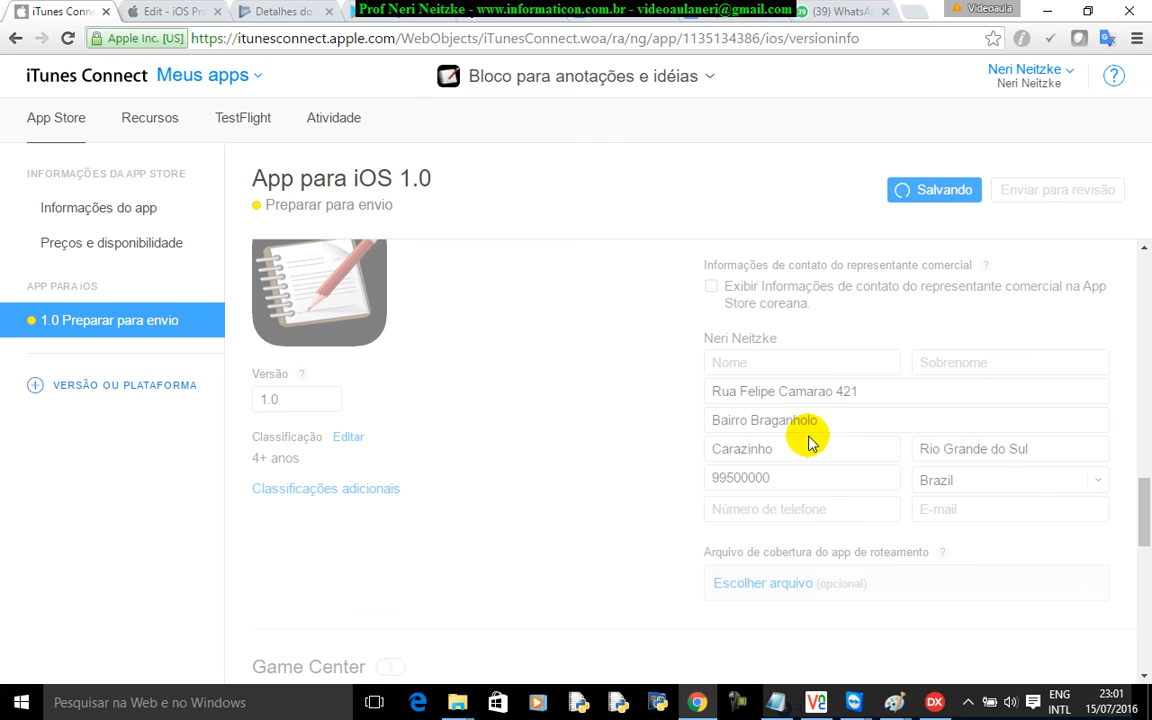 iTunes Conn
Edit - iOS Pro
Detalhes do
Prof Neri Neitzke - www.informaticon.com.br - videoaulaneri@gmail.com
(39) WhatsA
Videoaula
Apple Inc. [US]
https://itunesconnect.apple.com/WebObjects/iTunesConnect.woa/ra/ng/app/1135134386/ios/versioninfo
iTunes Connect Meus apps
Bloco para anotações e idéias
Neri Neitzke
Neri Neitzke
?
App Store
Recursos
TestFlight
Atividade
INFORMAÇÕES DA APP STORE
Informações do app
Preços e disponibilidade
APP PARA iOS
1.0 Preparar para envio
VERSÃO OU PLATAFORMA
App para iOS 1.0
Preparar para envio
Salvando
Enviar para revisão
Versão ?
1.0
Classificação Editar
4+ anos
Classificações adicionais
Informações de contato do representante comercial ?
Exibir Informações de contato do representante comercial na App
Store coreana.
Neri Neitzke
Nome
Sobrenome
Rua Felipe Camarao 421
Bairro Braganholo
Carazinho
Rio Grande do Sul
99500000
Brazil
Número de telefone
E-mail
Arquivo de cobertura do app de roteamento ?
Escolher arquivo (opcional)
Game Center
Pesquisar na Web e no Windows
ENG
INTL
23:01
15/07/2016